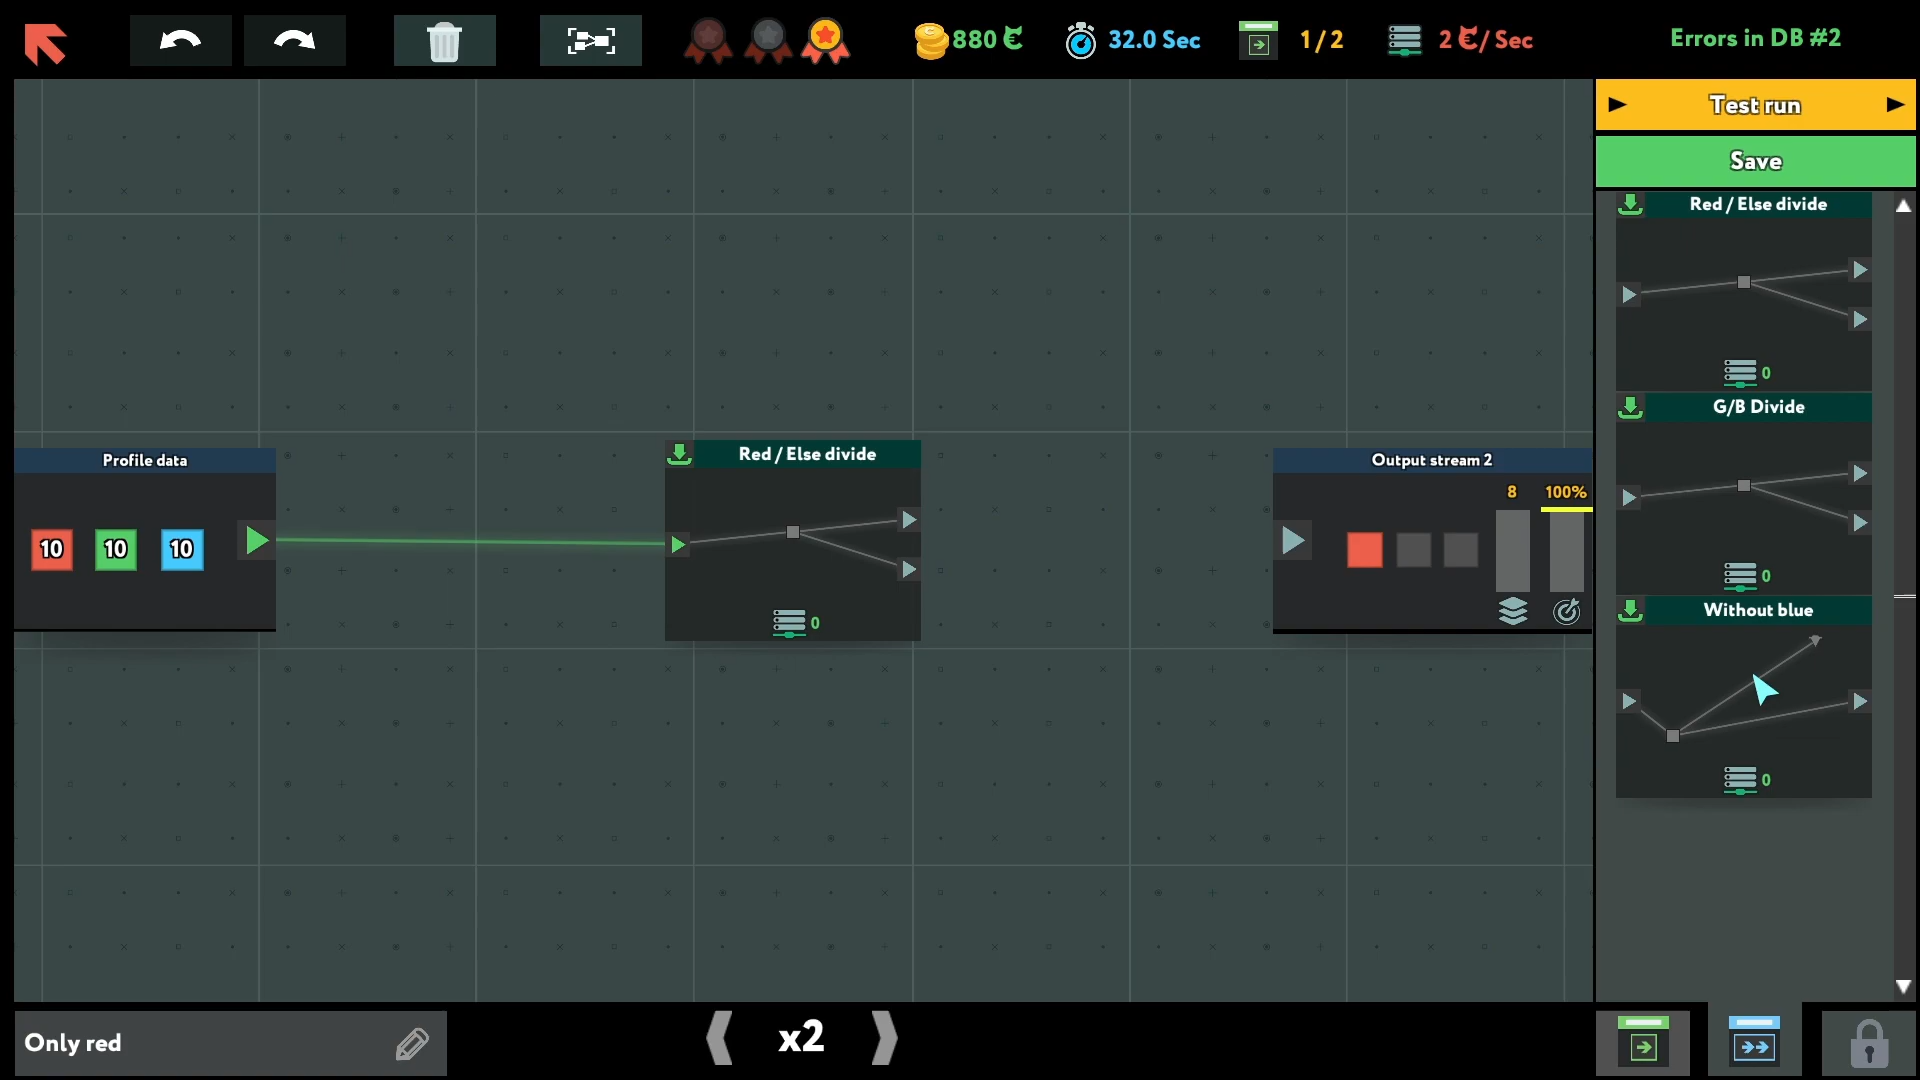 880
32.0 Sec
1 / 2
2 / Sec
Errors in DB #2
Test run
Save
Red / Else divide
0
G/B Divide
0
Without blue
0
Profile data
10 10 10
Red / Else divide
0
Output stream 2
8 100%
Only red
x2